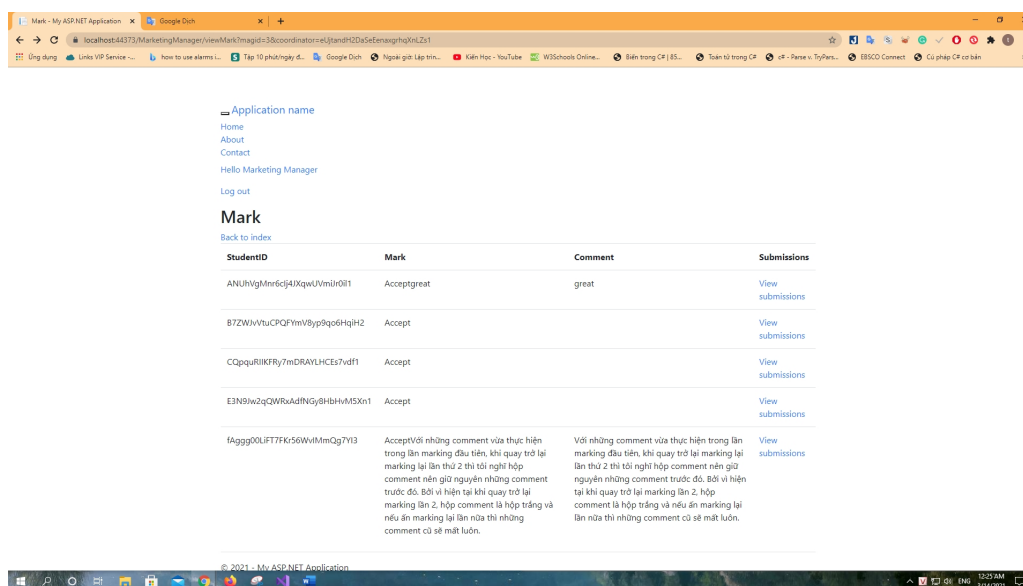 Mark - My ASP.NET Application
Google Dịch
localhost:44373/MarketingManager/viewMark?magid=3&coordinator=eUjtandH2DaSeEenaxgrhqXnLZs1
Ứng dụng Links VIP Service -... how to use alarms i... Tập 10 phút/ngày đ... Google Dịch Ngoài giờ: Lập trin... Kiến Học - YouTube W3Schools Online... Biến trong C# | 85... Toán tử trong C# c# - Parse v. TryPars... EBSCO Connect Cú pháp C# cơ bản
Application name
Home
About
Contact
Hello Marketing Manager
Log out
Mark
Back to index
StudentID Mark Comment Submissions
ANUhVgMnr6clj4JXqwUVmiJr0il1 Acceptgreat great View
submissions
B7ZWJvVtuCPQFYmV8yp9qo6HqiH2 Accept View
submissions
CQpquRIIKFRy7mDRAYLHCEs7vdf1 Accept View
submissions
E3N9Jw2qQWRxAdfNGy8HbHvM5Xn1 Accept View
submissions
fAggg00LiFT7FKr56WvIMmQg7YI3 AcceptVới những comment vừa thực hiện Với những comment vừa thực hiện trong lần View
trong lần marking đầu tiên, khi quay trở lại marking đầu tiên, khi quay trở lại marking lại submissions
marking lại lần thứ 2 thì tôi nghĩ hộp lần thứ 2 thì tôi nghĩ hộp comment nên giữ
comment nên giữ nguyên những comment nguyên những comment trước đó. Bởi vì hiện
trước đó. Bởi vì hiện tại khi quay trở lại tại khi quay trở lại marking lần 2, hộp
marking lần 2, hộp comment là hộp trắng và comment là hộp trắng và nếu ấn marking lại
nếu ấn marking lại lần nữa thì những lần nữa thì những comment cũ sẽ mất luôn.
comment cũ sẽ mất luôn.
© 2021 - My ASP.NET Application
ENG 12:25 AM